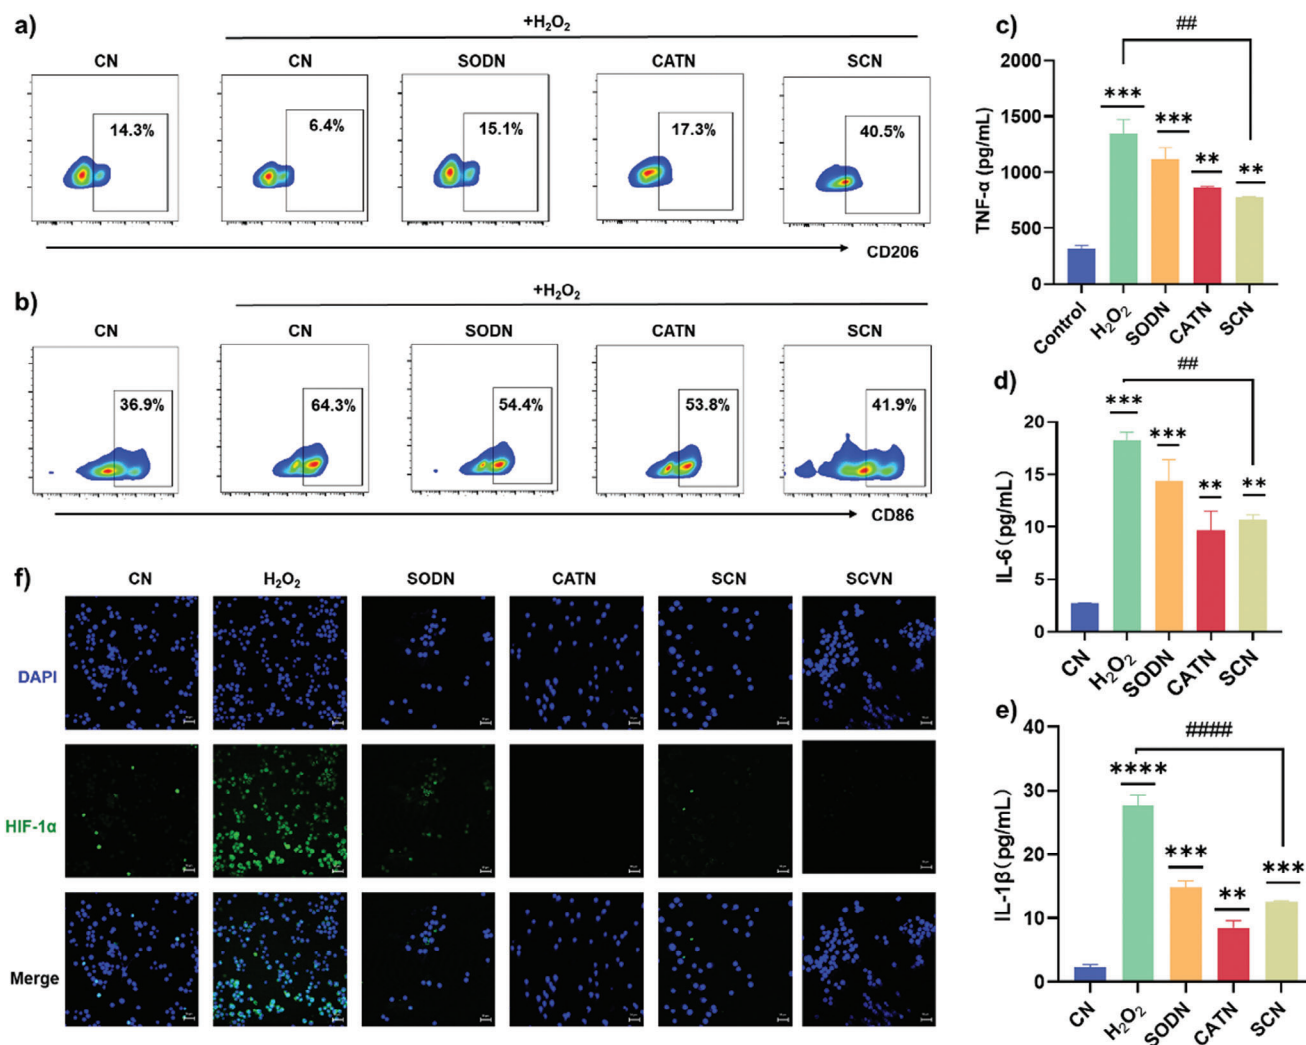 a)
+H₂O₂
CN CN SODN CATN SCN
14.3% 6.4% 15.1% 17.3% 40.5%
CD206
b)
+H₂O₂
CN CN SODN CATN SCN
36.9% 64.3% 54.4% 53.8% 41.9%
CD86
f)
CN H₂O₂ SODN CATN SCN SCVN
DAPI
HIF-1α
Merge
c)
##
2000
*** *** ** **
1500
1000
500
0
TNF-α (pg/mL)
Control H₂O₂ SODN CATN SCN
d)
##
20
*** *** ** **
15
10
5
0
IL-6 (pg/mL)
CN H₂O₂ SODN CATN SCN
e)
####
40
**** *** ** ***
30
20
10
0
IL-1β(pg/mL)
CN H₂O₂ SODN CATN SCN